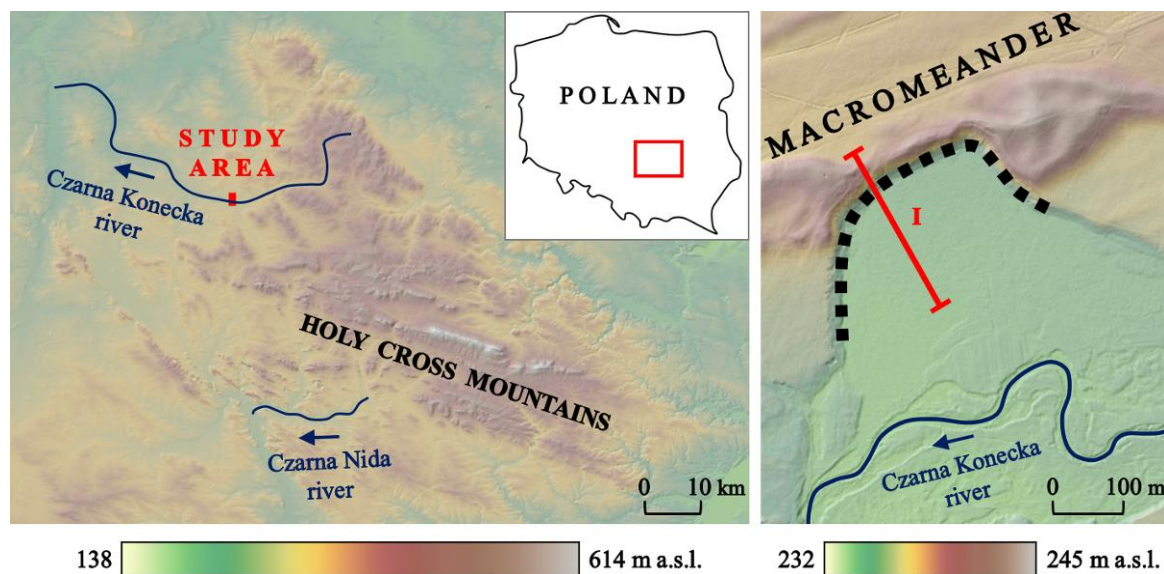 POLAND
STUDY
AREA
Czarna Konecka
river
HOLY CROSS MOUNTAINS
Czarna Nida
river
0 10 km
138 614 m a.s.l.
MACROMEANDER
I
Czarna Konecka
river
0 100 m
232 245 m a.s.l.